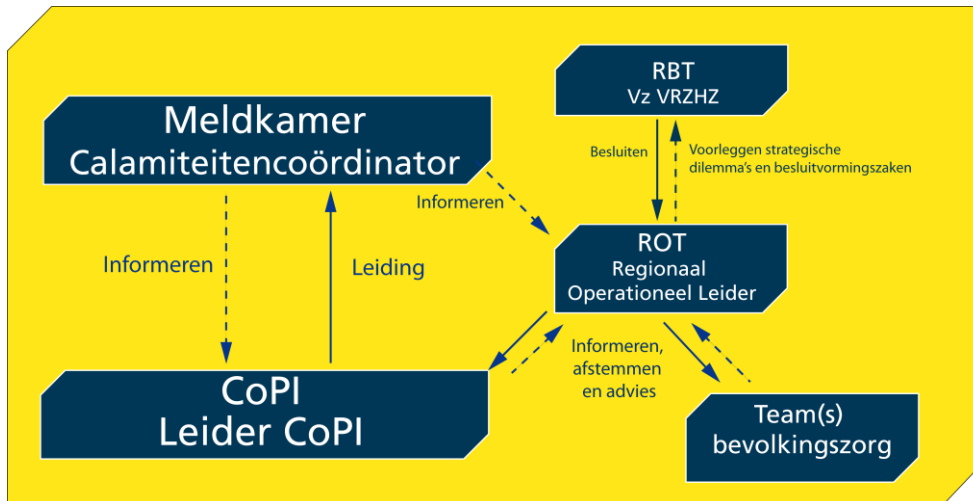 RBT
Vz VRZHZ
Meldkamer
Calamiteitencoördinator
Besluiten
Voorleggen strategische
dilemma's en besluitvormingszaken
Informeren
ROT
Regionaal
Operationeel Leider
Informeren
Leiding
Informeren,
afstemmen
en advies
CoPI
Leider CoPI
Team(s)
bevolkingszorg